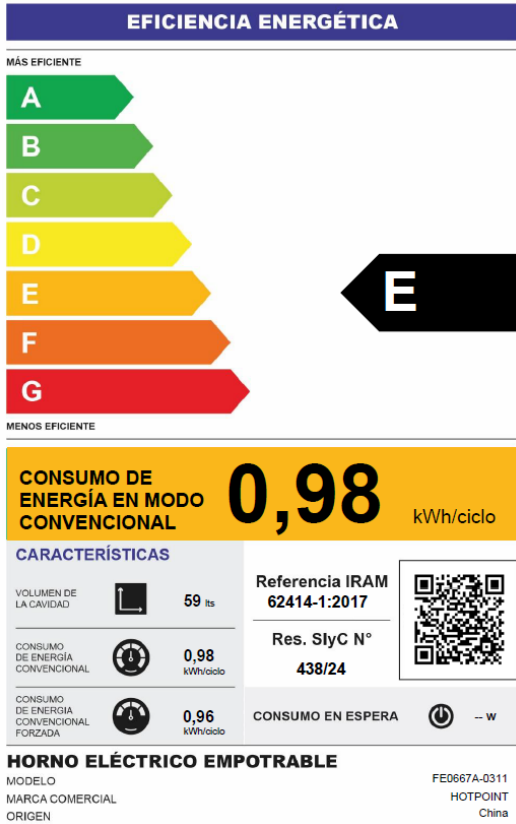 EFICIENCIA ENERGÉTICA
MÁS EFICIENTE
A
B
C
D
E
F
G
E
MENOS EFICIENTE
CONSUMO DE
ENERGÍA EN MODO
CONVENCIONAL
0,98
kWh/ciclo
CARACTERÍSTICAS
VOLUMEN DE
LA CAVIDAD
59 lts
CONSUMO
DE ENERGÍA
CONVENCIONAL
0,98
kWh/ciclo
CONSUMO
DE ENERGIA
CONVENCIONAL
FORZADA
0,96
kWh/ciclo
Referencia IRAM
62414-1:2017
Res. SIyC N°
438/24
CONSUMO EN ESPERA
-- W
HORNO ELÉCTRICO EMPOTRABLE
MODELO FE0667A-0311
MARCA COMERCIAL HOTPOINT
ORIGEN China